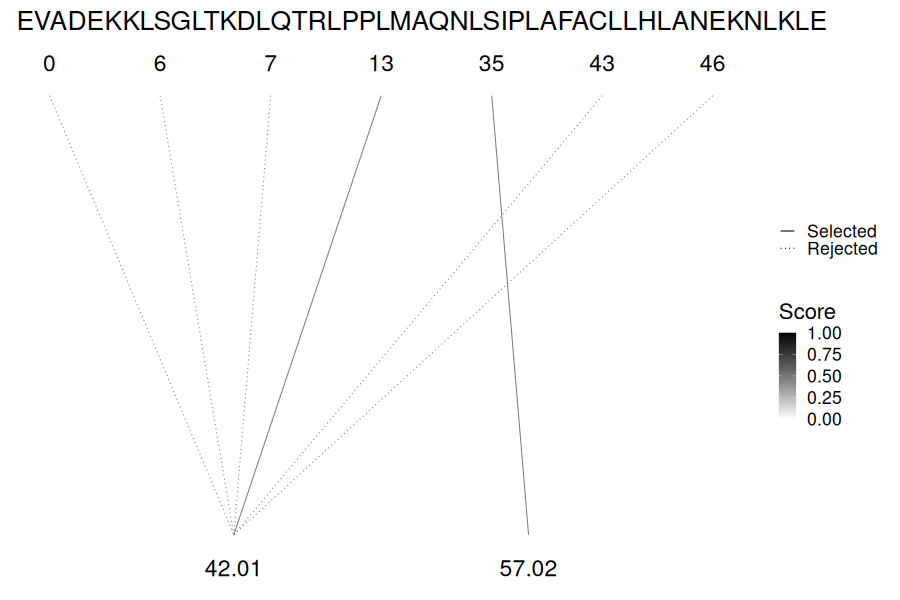 EVADEKKLSGLTKDLQTRLPPLMAQNLSIPLAFACLLHLANEKNLKLE
0 6 7 13 35 43 46
Selected
Rejected
Score
1.00
0.75
0.50
0.25
0.00
42.01 57.02